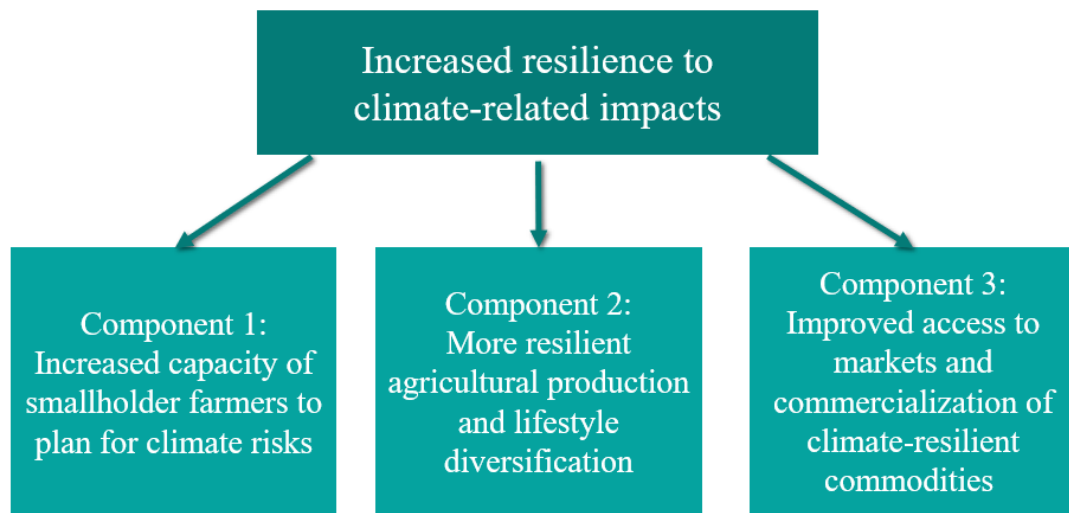 Increased resilience to
climate-related impacts
Component 1:
Increased capacity of
smallholder farmers to
plan for climate risks
Component 2:
More resilient
agricultural production
and lifestyle
diversification
Component 3:
Improved access to
markets and
commercialization of
climate-resilient
commodities